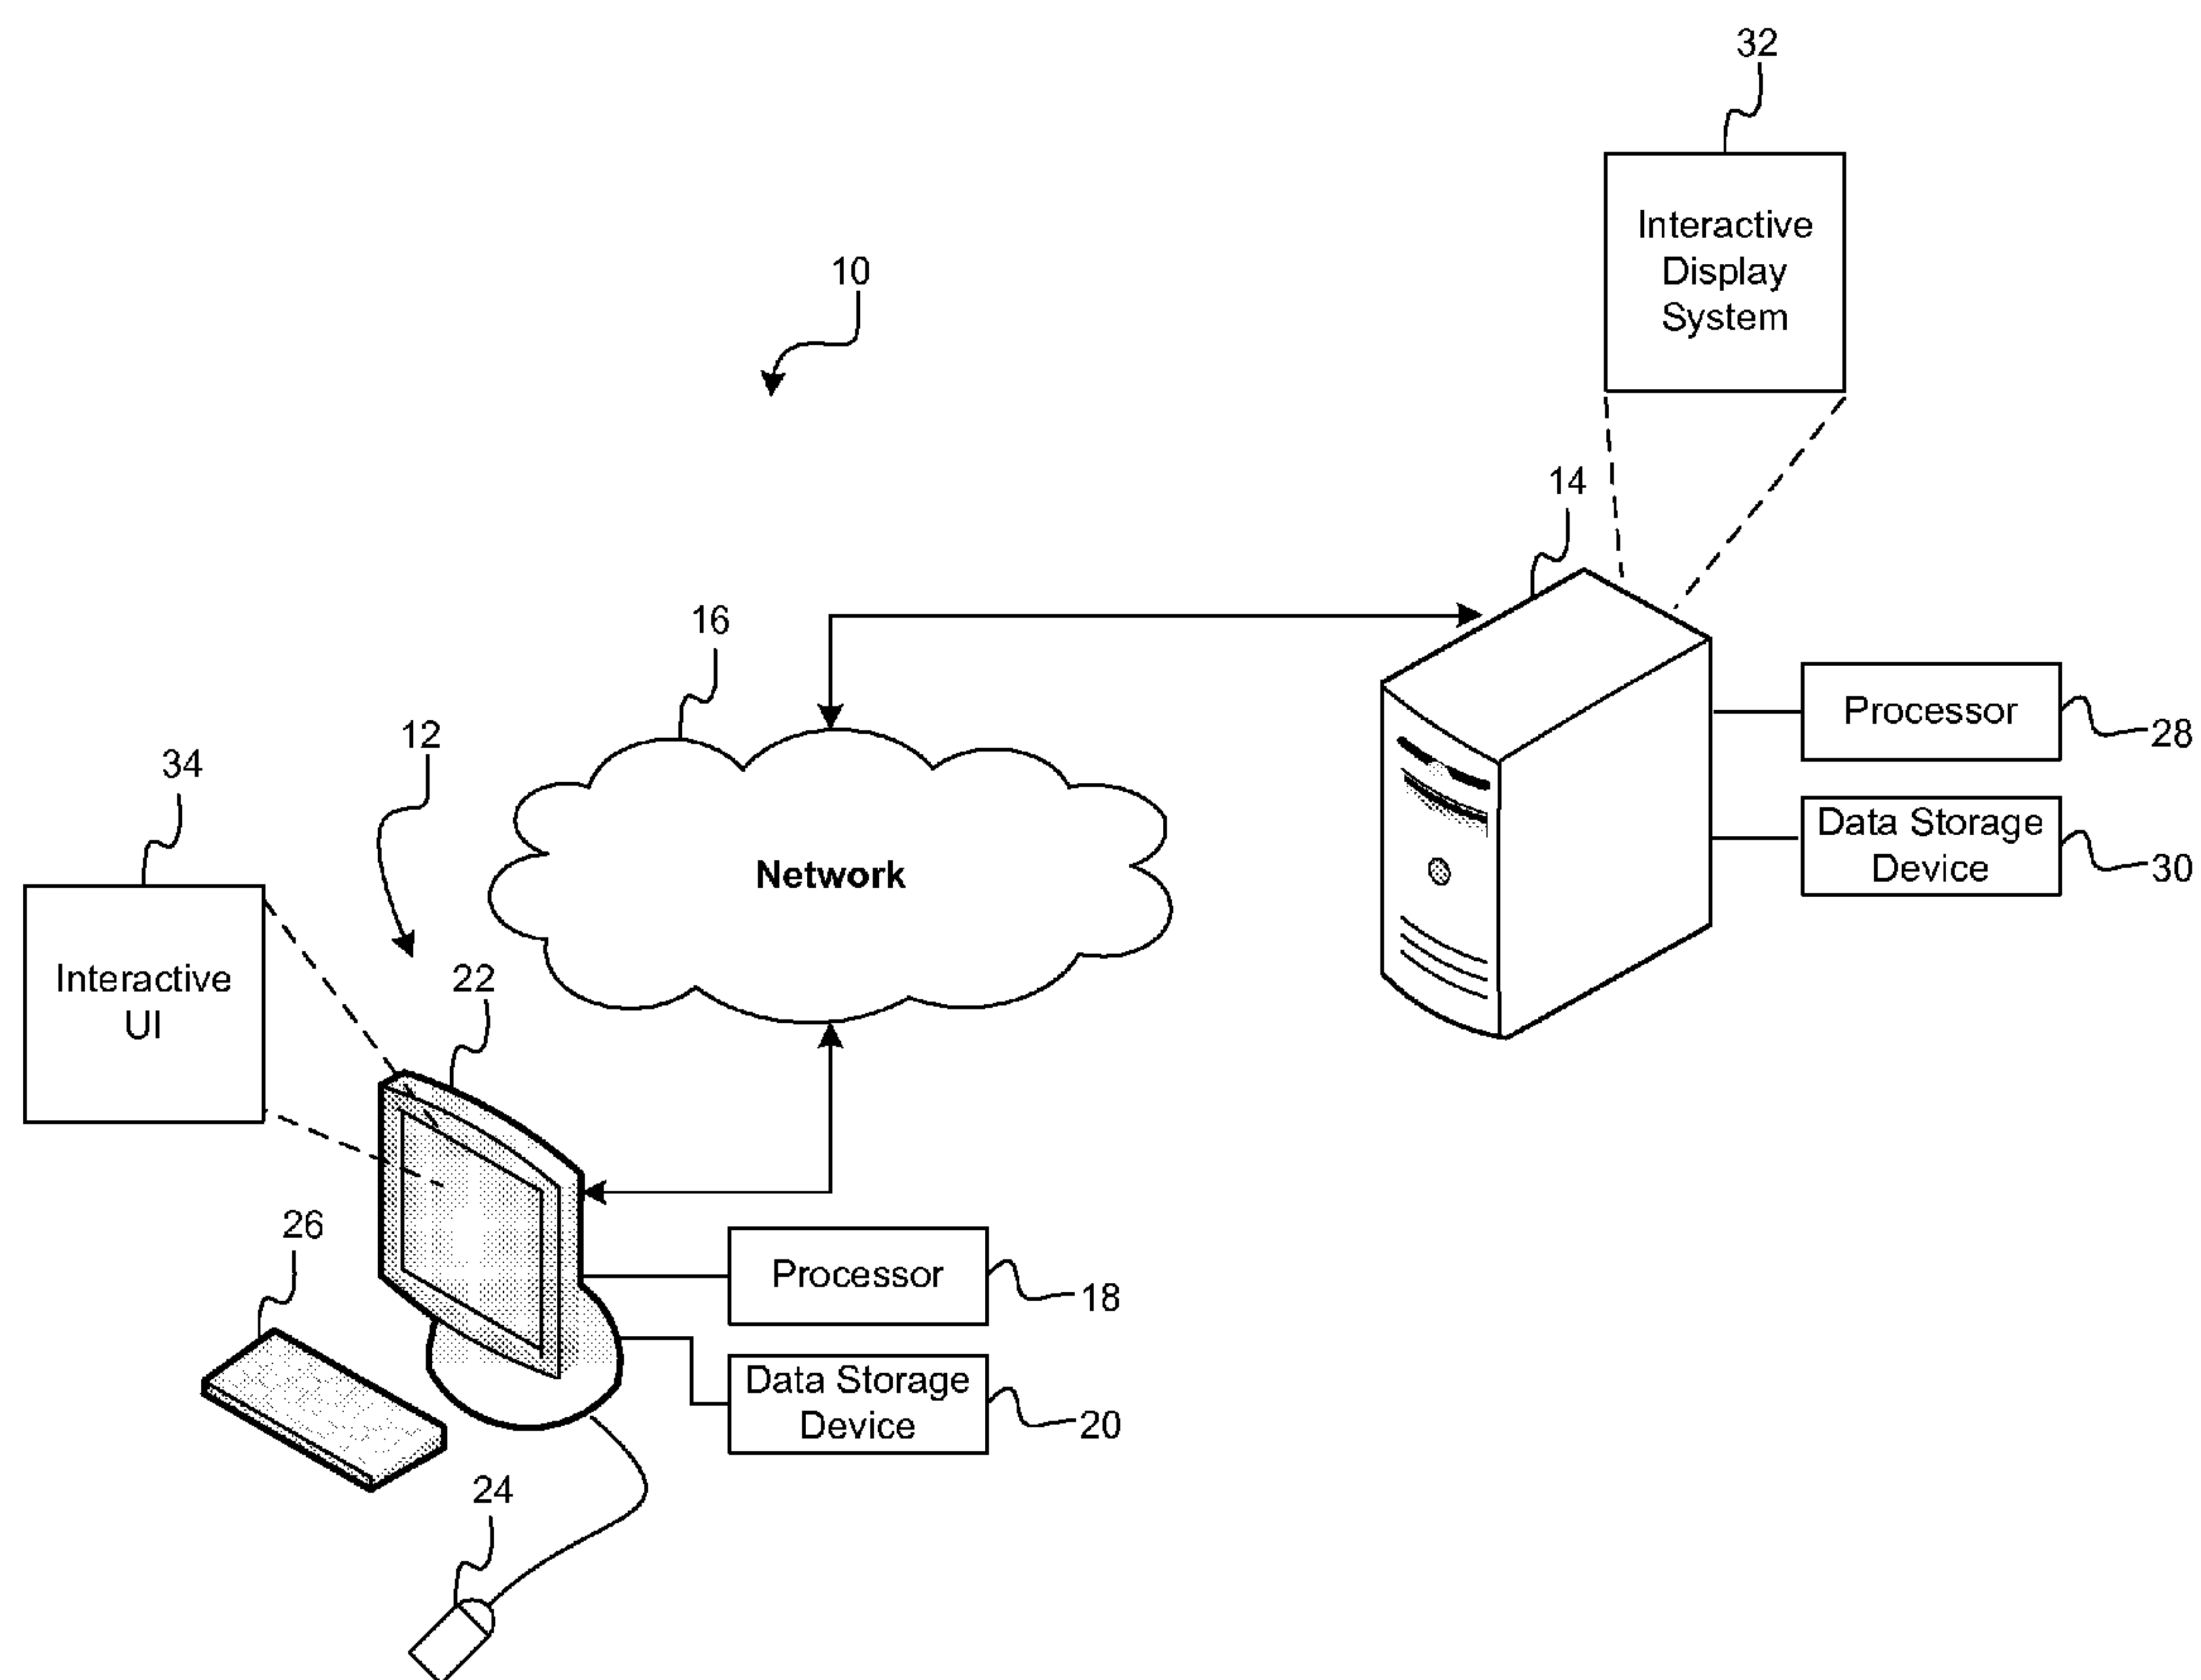 32
Interactive
Display
System
10
14
16
Processor
28
12
34
Network
Data Storage
Device
30
Interactive
UI
22
26
Processor
18
Data Storage
Device
20
24